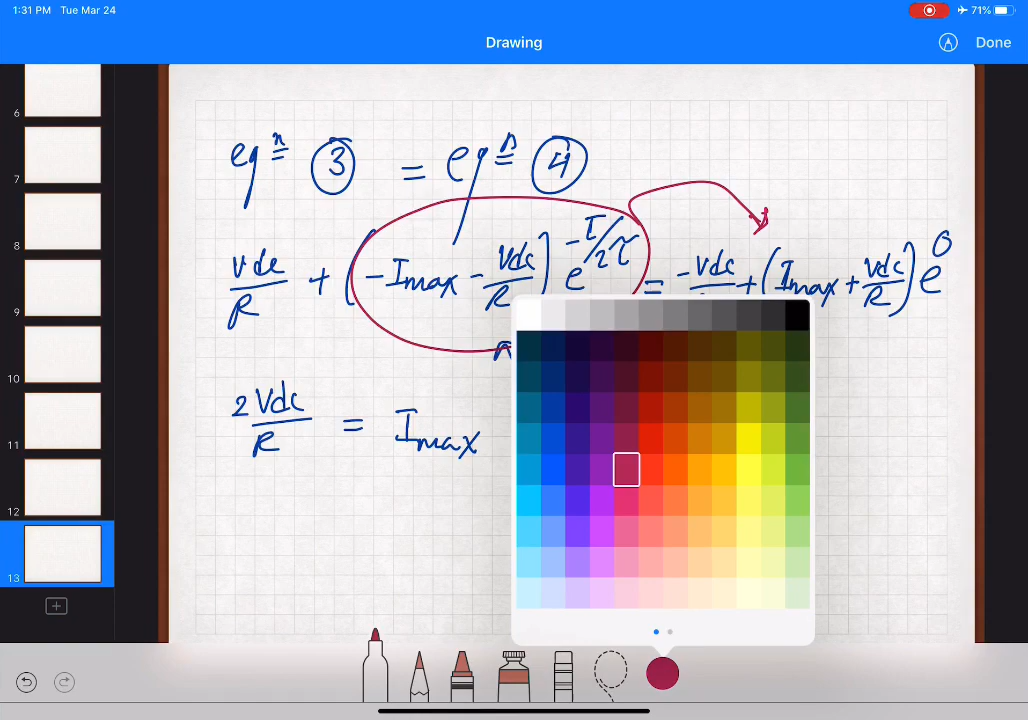 1:31 PM Tue Mar 24 71%
Drawing Done
6
7
8
9
10
11
12
13
eqⁿ ③ = eqⁿ ④
Vdc/R + (-Imax - Vdc/R) e^(-T/2τ) = -Vdc + (Imax + Vdc/R) e^0
2Vdc/R = Imax